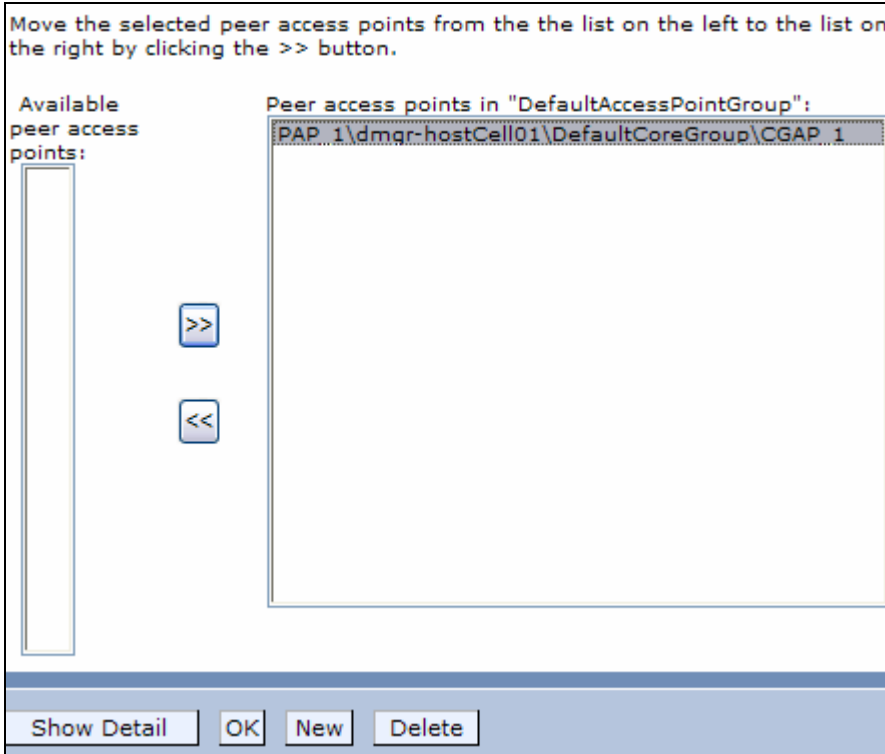 Move the selected peer access points from the the list on the left to the list on
the right by clicking the >> button.
Available
peer access
points:
Peer access points in "DefaultAccessPointGroup":
PAP_1\dmgr-hostCell01\DefaultCoreGroup\CGAP_1
>>
<<
Show Detail
OK
New
Delete